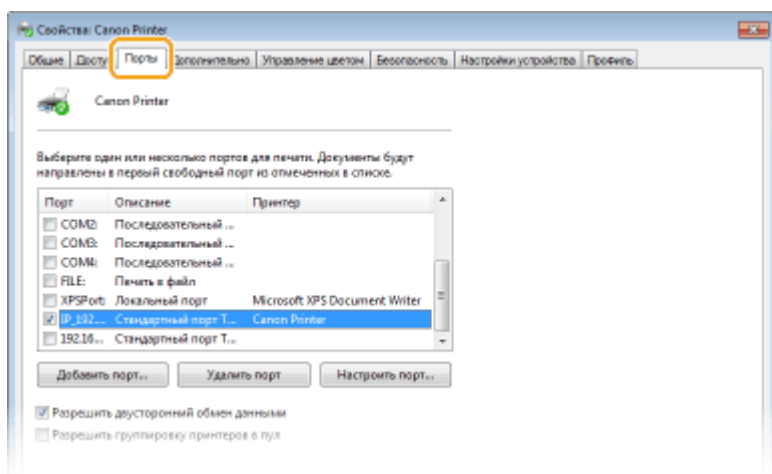 Свойства: Canon Printer
Общие Доступ Порты Дополнительно Управление цветом Безопасность Настройки устройства Профиль
Canon Printer
Выберите один или несколько портов для печати. Документы будут
направлены в первый свободный порт из отмеченных в списке.
Порт Описание Принтер
COM2: Последовательный ...
COM3: Последовательный ...
COM4: Последовательный ...
FILE: Печать в файл
XPSPort: Локальный порт Microsoft XPS Document Writer
IP_192.... Стандартный порт T... Canon Printer
192.16... Стандартный порт T...
Добавить порт... Удалить порт Настроить порт...
Разрешить двусторонний обмен данными
Разрешить группировку принтеров в пул